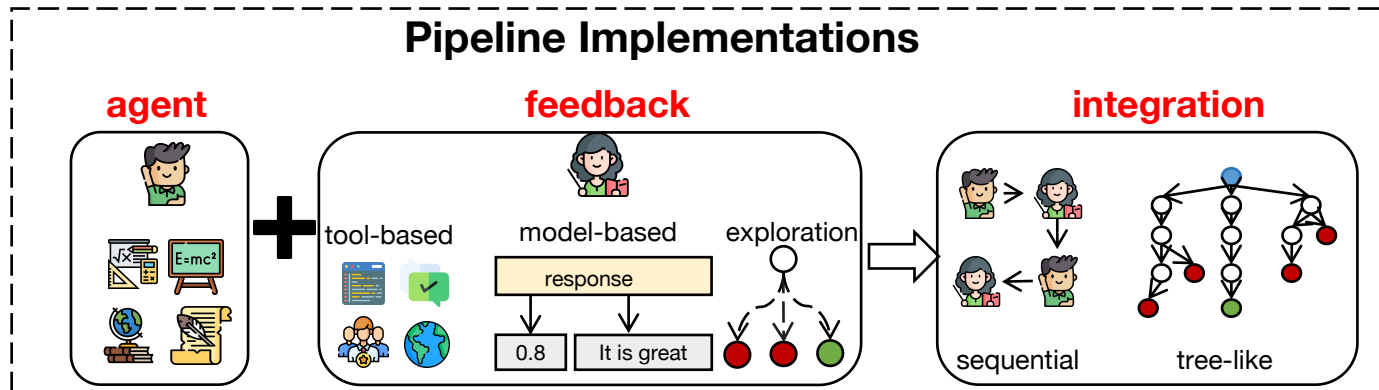 Pipeline Implementations
agent
feedback
integration
tool-based
model-based
exploration
√x
E=mc²
response
0.8
It is great
sequential
tree-like